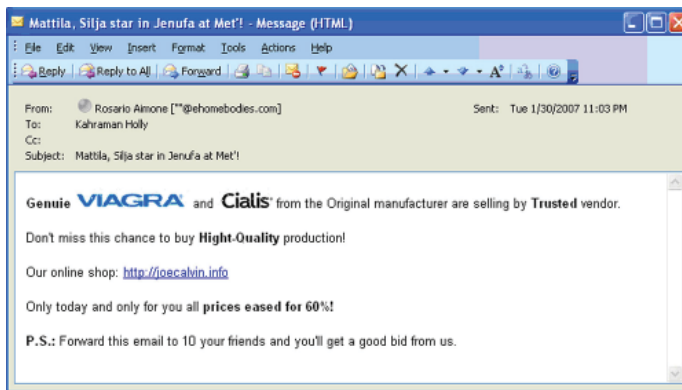 Mattila, Silja star in Jenufa at Met'! - Message (HTML)
File Edit View Insert Format Tools Actions Help
Reply Reply to All Forward
From: Rosario Aimone [""@ehomebodies.com] Sent: Tue 1/30/2007 11:03 PM
To: Kahraman Holly
Cc:
Subject: Mattila, Silja star in Jenufa at Met'!
Genuie VIAGRA® and Cialis® from the Original manufacturer are selling by Trusted vendor.
Don't miss this chance to buy Hight-Quality production!
Our online shop: http://joecalvin.info
Only today and only for you all prices eased for 60%!
P.S.: Forward this email to 10 your friends and you'll get a good bid from us.